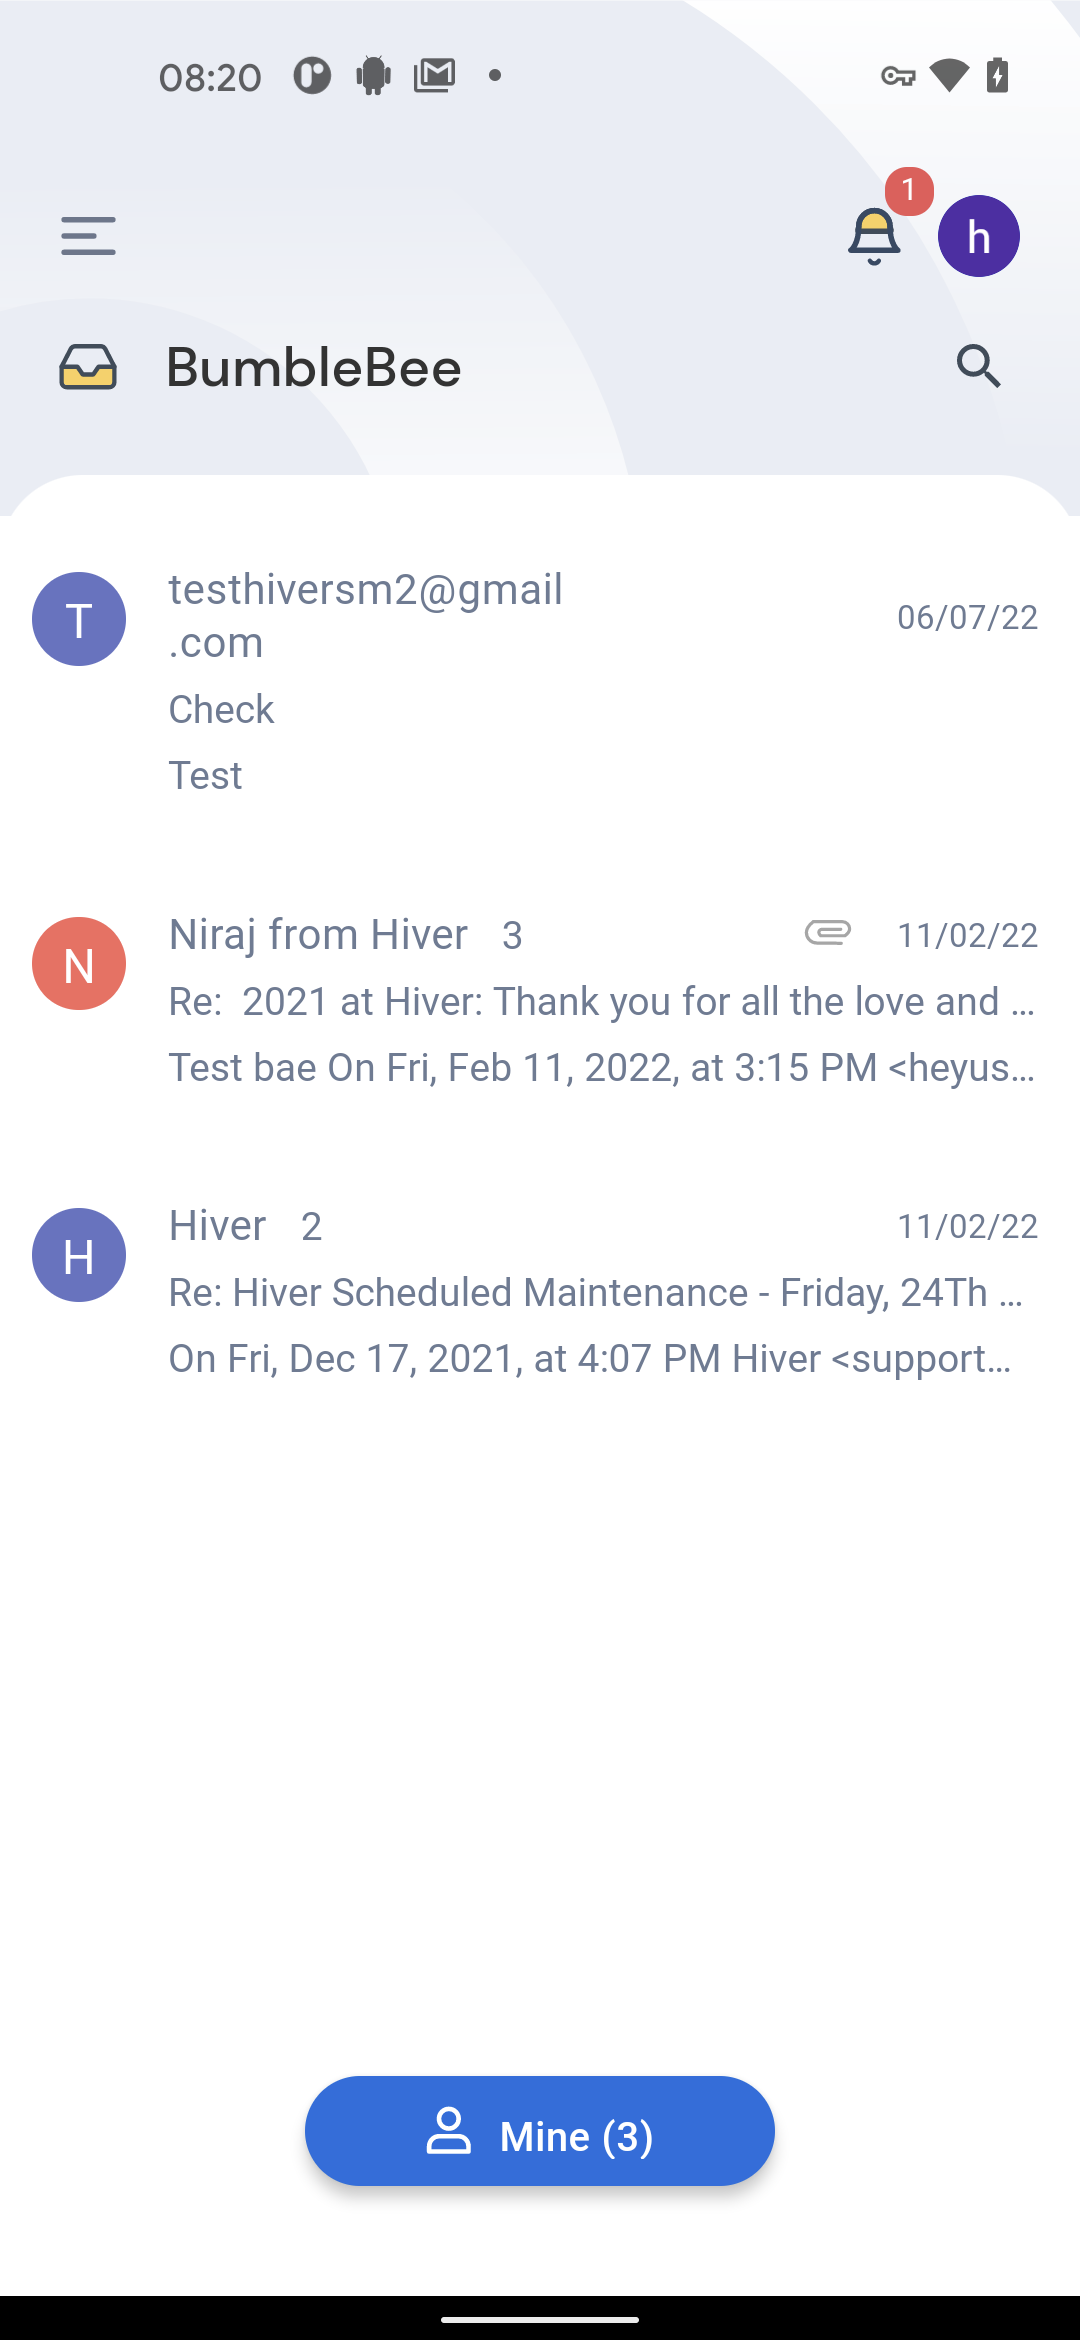 08:20
1
h
BumbleBee
T
testhiversm2@gmail
.com
06/07/22
Check
Test
N
Niraj from Hiver 3
11/02/22
Re:  2021 at Hiver: Thank you for all the love and ...
Test bae On Fri, Feb 11, 2022, at 3:15 PM <heyus...
H
Hiver 2
11/02/22
Re: Hiver Scheduled Maintenance - Friday, 24Th ...
On Fri, Dec 17, 2021, at 4:07 PM Hiver <support...
Mine (3)